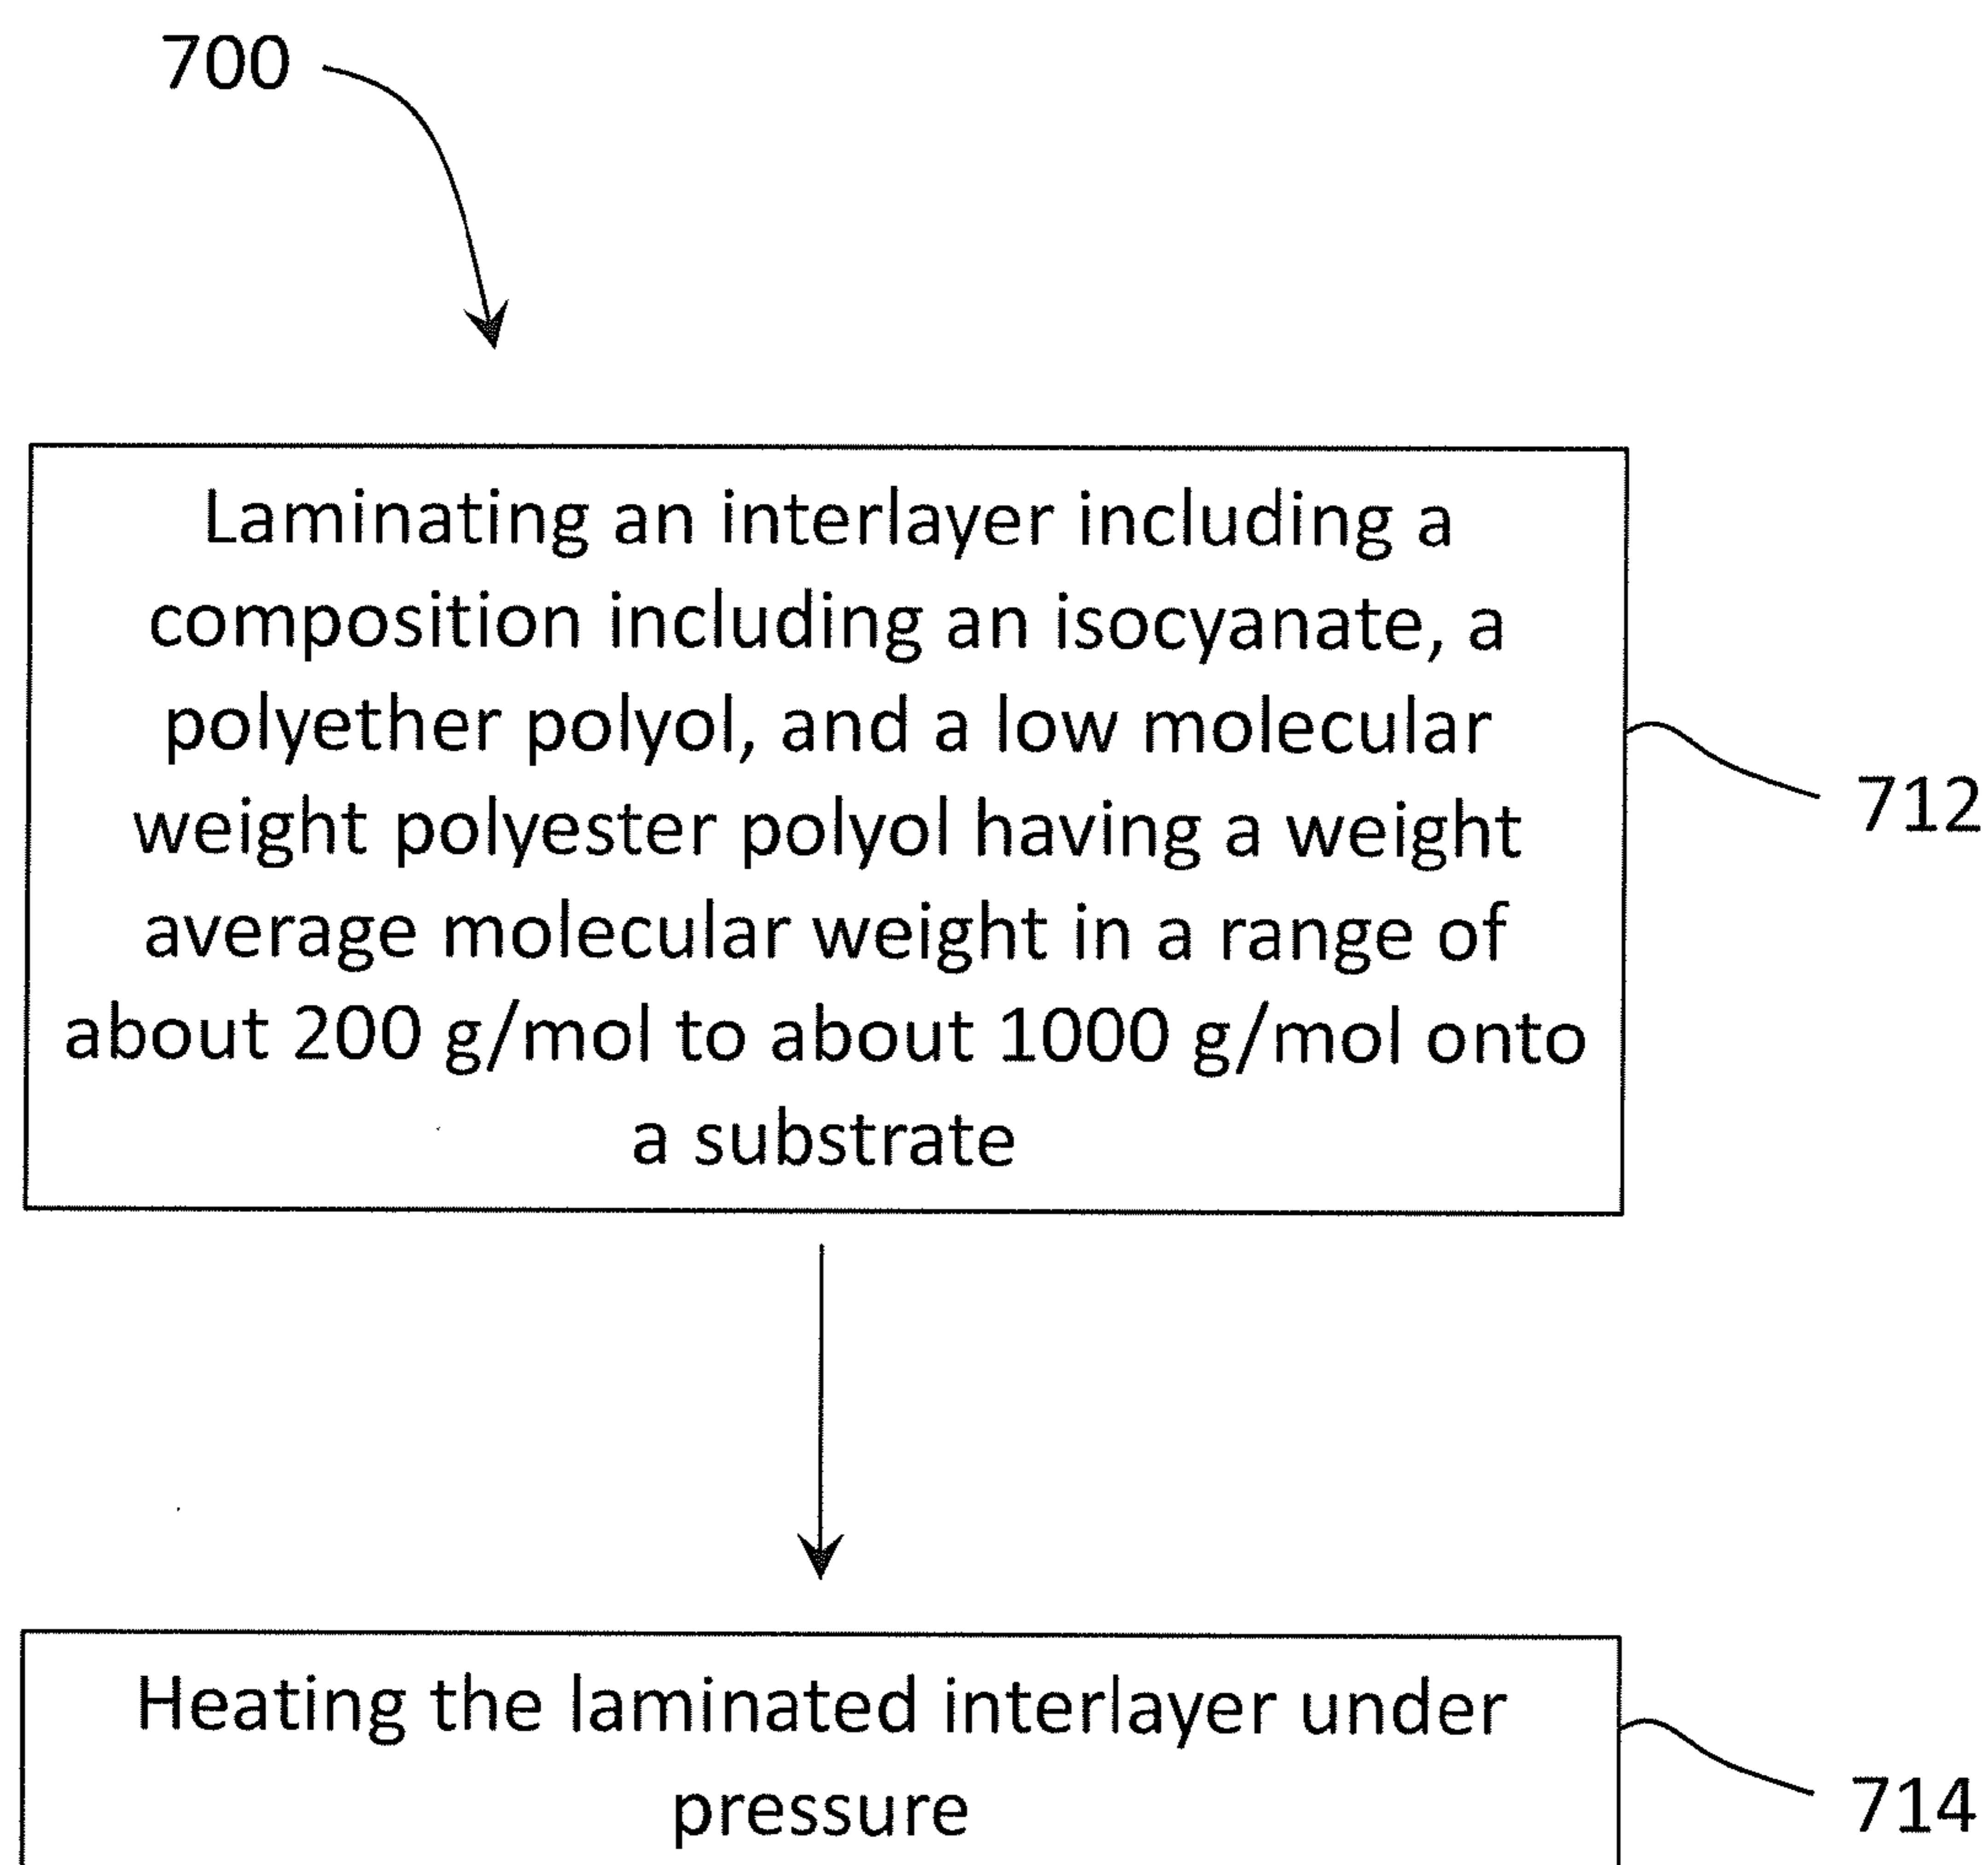 700
Laminating an interlayer including a
composition including an isocyanate, a
polyether polyol, and a low molecular
weight polyester polyol having a weight
average molecular weight in a range of
about 200 g/mol to about 1000 g/mol onto
a substrate
712
Heating the laminated interlayer under
pressure
714